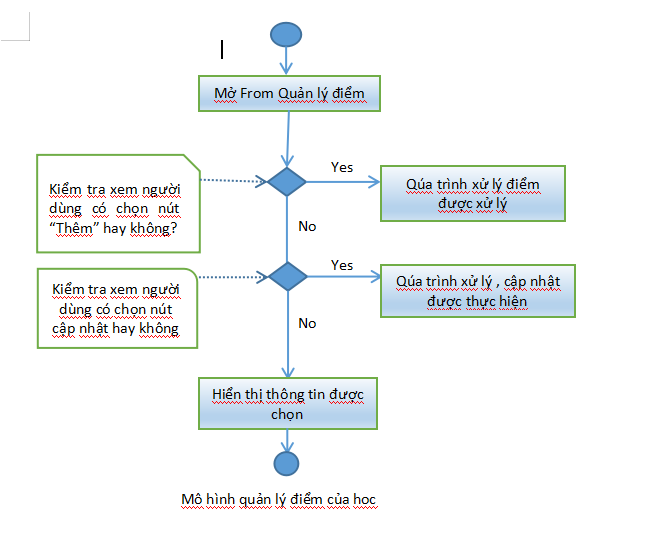 Mở From Quản lý điểm
Kiểm tra xem người
dùng có chọn nút
“Thêm” hay không?
Yes
Qúa trình xử lý điểm
được xử lý
No
Kiểm tra xem người
dùng có chon nút
cập nhật hay không
Yes
Qúa trình xử lý , cập nhật
được thực hiện
No
Hiển thị thông tin được
chọn
Mô hình quản lý điểm của hoc